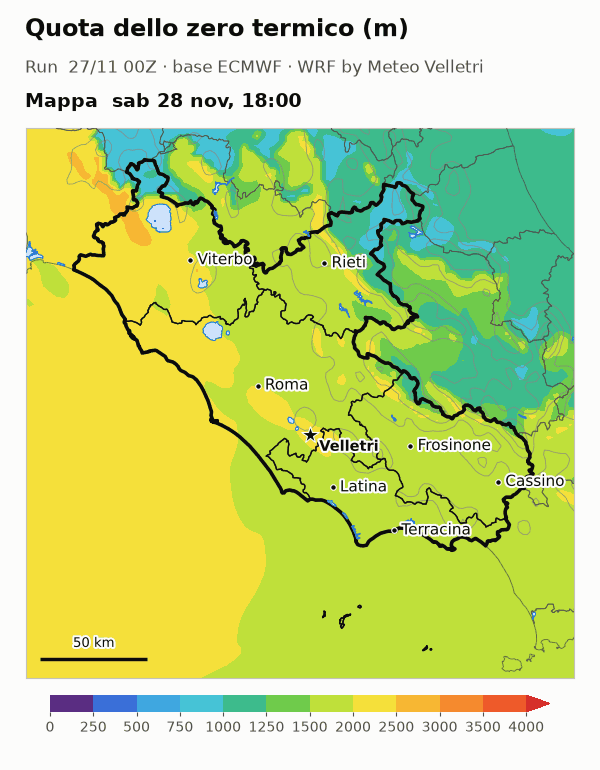 Quota dello zero termico (m)
Run  27/11 00Z · base ECMWF · WRF by Meteo Velletri
Mappa  sab 28 nov, 18:00
Viterbo
Rieti
Roma
Velletri
Frosinone
Cassino
Latina
Terracina
50 km
0 250 500 750 1000 1250 1500 2000 2500 3000 3500 4000